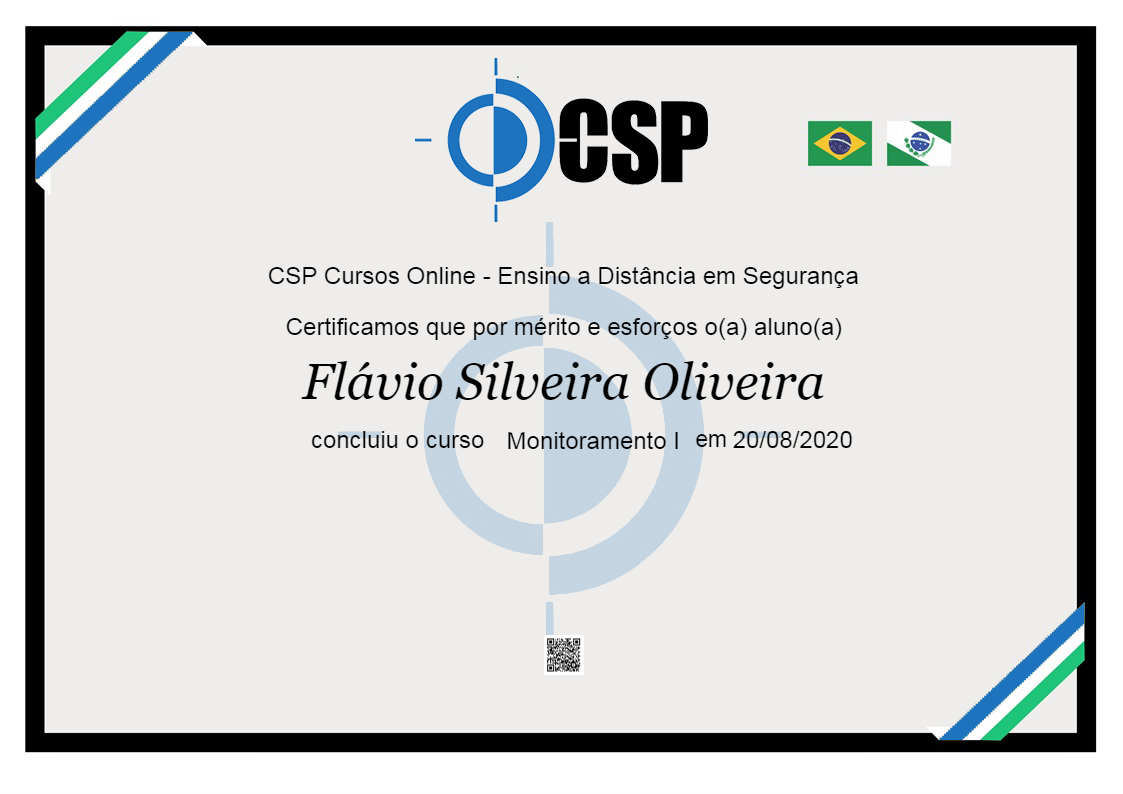 CSP
CSP Cursos Online - Ensino a Distância em Segurança
Certificamos que por mérito e esforços o(a) aluno(a)
Flávio Silveira Oliveira
concluiu o curso Monitoramento I em 20/08/2020